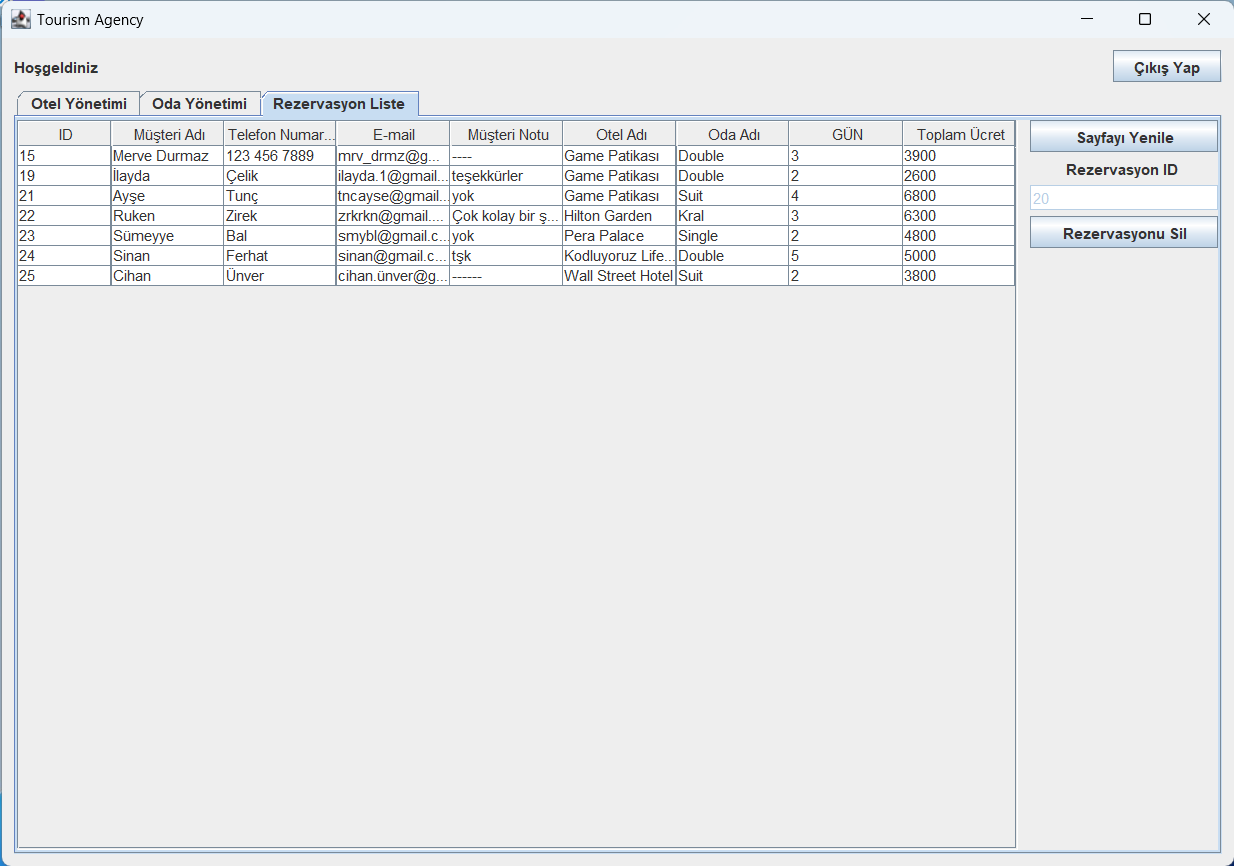 Tourism Agency
Hoşgeldiniz
Çıkış Yap
Otel Yönetimi Oda Yönetimi Rezervasyon Liste
ID Müşteri Adı Telefon Numar... E-mail Müşteri Notu Otel Adı Oda Adı GÜN Toplam Ücret
15 Merve Durmaz 123 456 7889 mrv_drmz@g... ---- Game Patikası Double 3 3900
19 İlayda Çelik ilayda.1@gmail... teşekkürler Game Patikası Double 2 2600
21 Ayşe Tunç tncayse@gmail... yok Game Patikası Suit 4 6800
22 Ruken Zirek zrkrkn@gmail.... Çok kolay bir ş... Hilton Garden Kral 3 6300
23 Sümeyye Bal smybl@gmail.c... yok Pera Palace Single 2 4800
24 Sinan Ferhat sinan@gmail.c... tşk Kodluyoruz Life... Double 5 5000
25 Cihan Ünver cihan.ünver@g... ------ Wall Street Hotel Suit 2 3800
Sayfayı Yenile
Rezervasyon ID
20
Rezervasyonu Sil